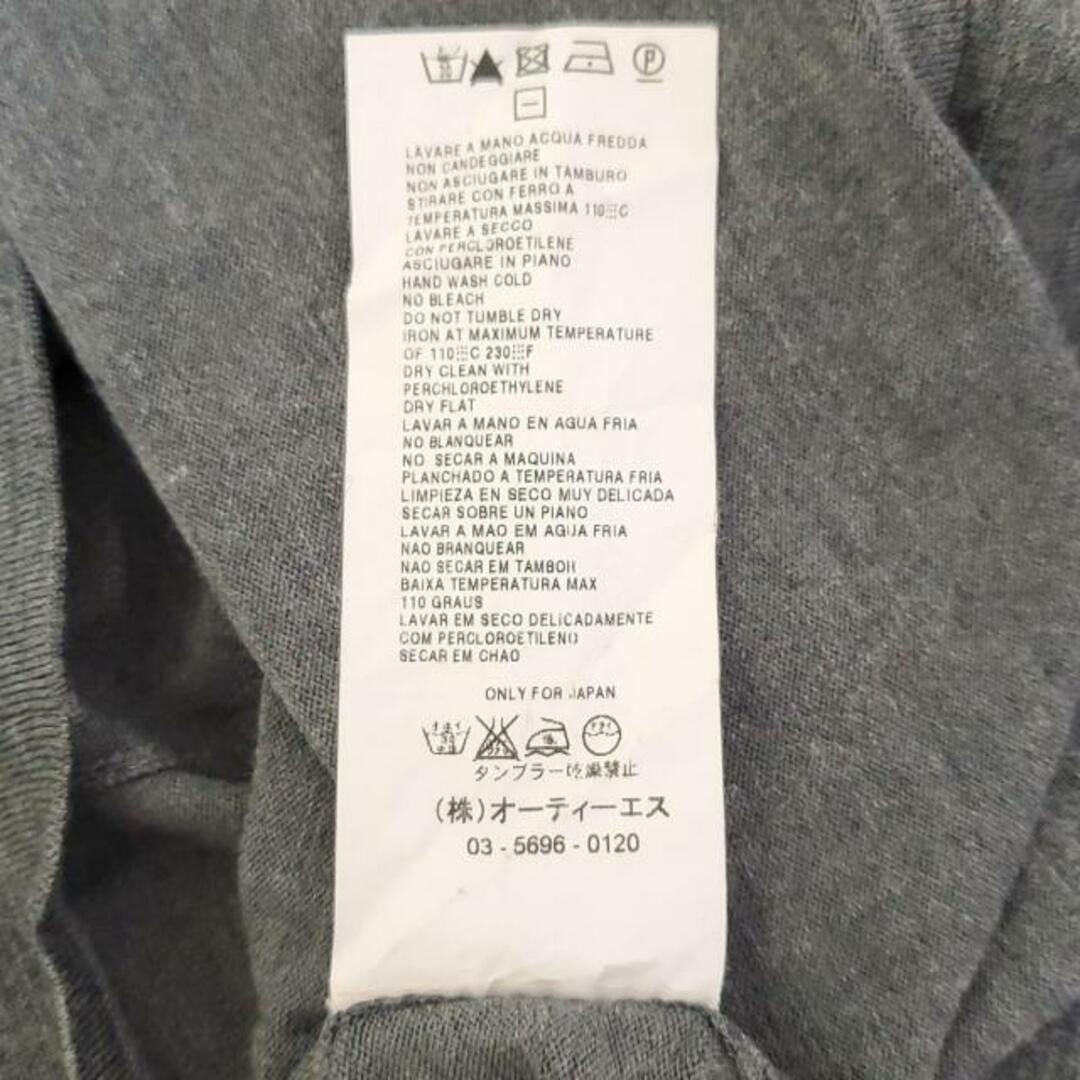 30
P
LAVARE A MANO ACQUA FREDDA
NON CANDEGGIARE
NON ASCIUGARE IN TAMBURO
STIRARE CON FERRO A
TEMPERATURA MASSIMA 110 C
LAVARE A SECCO
CON PERCLOROETILENE
ASCIUGARE IN PIANO
HAND WASH COLD
NO BLEACH
DO NOT TUMBLE DRY
IRON AT MAXIMUM TEMPERATURE
OF 110 C 230 F
DRY CLEAN WITH
PERCHLOROETHYLENE
DRY FLAT
LAVAR A MANO EN AGUA FRIA
NO BLANQUEAR
NO SECAR A MAQUINA
PLANCHADO A TEMPERATURA FRIA
LIMPIEZA EN SECO MUY DELICADA
SECAR SOBRE UN PIANO
LAVAR A MAO EM AGUA FRIA
NAO BRANQUEAR
NAO SECAR EM TAMBOR
BAIXA TEMPERATURA MAX
110 GRAUS
LAVAR EM SECO DELICADAMENTE
COM PERCLOROETILENO
SECAR EM CHAO
ONLY FOR JAPAN
タンブラー乾燥禁止
(株)オーティーエス
03 - 5696 - 0120